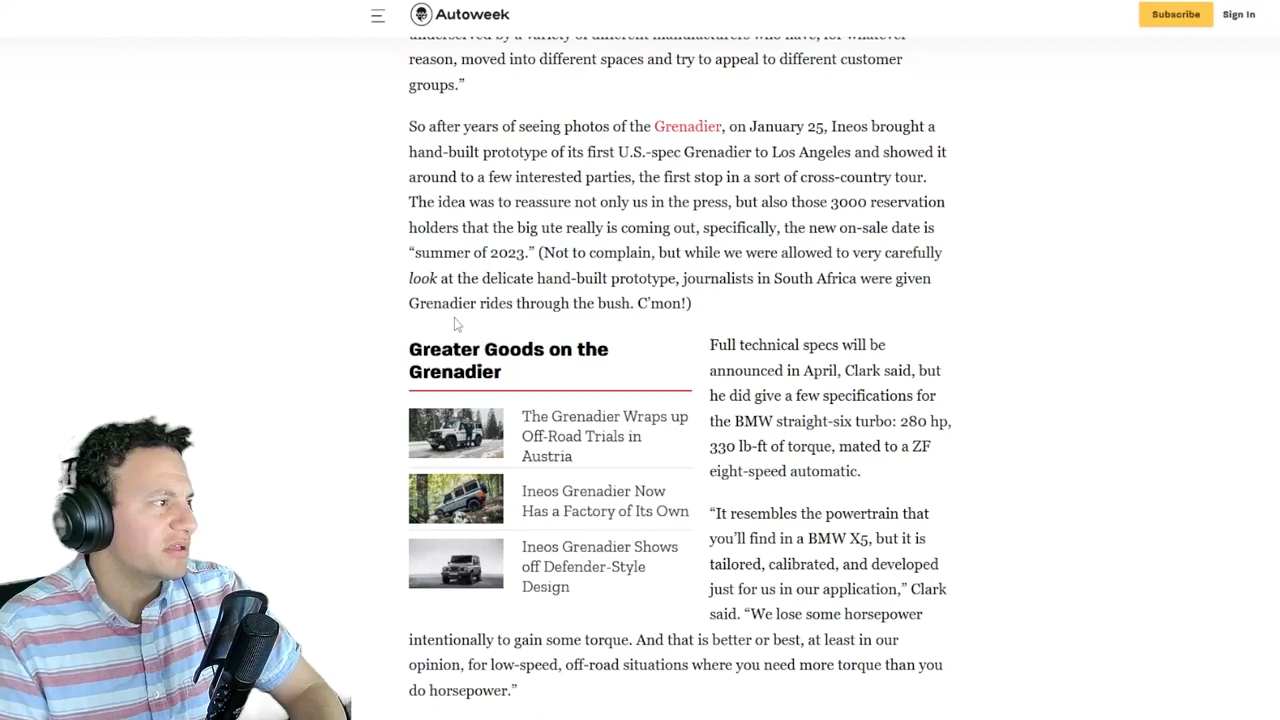 Autoweek
Subscribe
Sign In
underserved by a variety of different manufacturers who have, for whatever
reason, moved into different spaces and try to appeal to different customer
groups.”
So after years of seeing photos of the Grenadier, on January 25, Ineos brought a
hand-built prototype of its first U.S.-spec Grenadier to Los Angeles and showed it
around to a few interested parties, the first stop in a sort of cross-country tour.
The idea was to reassure not only us in the press, but also those 3000 reservation
holders that the big ute really is coming out, specifically, the new on-sale date is
“summer of 2023.” (Not to complain, but while we were allowed to very carefully
look at the delicate hand-built prototype, journalists in South Africa were given
Grenadier rides through the bush. C’mon!)
Greater Goods on the
Grenadier
The Grenadier Wraps up
Off-Road Trials in
Austria
Ineos Grenadier Now
Has a Factory of Its Own
Ineos Grenadier Shows
off Defender-Style
Design
Full technical specs will be
announced in April, Clark said, but
he did give a few specifications for
the BMW straight-six turbo: 280 hp,
330 lb-ft of torque, mated to a ZF
eight-speed automatic.
“It resembles the powertrain that
you’ll find in a BMW X5, but it is
tailored, calibrated, and developed
just for us in our application,” Clark
said. “We lose some horsepower
intentionally to gain some torque. And that is better or best, at least in our
opinion, for low-speed, off-road situations where you need more torque than you
do horsepower.”